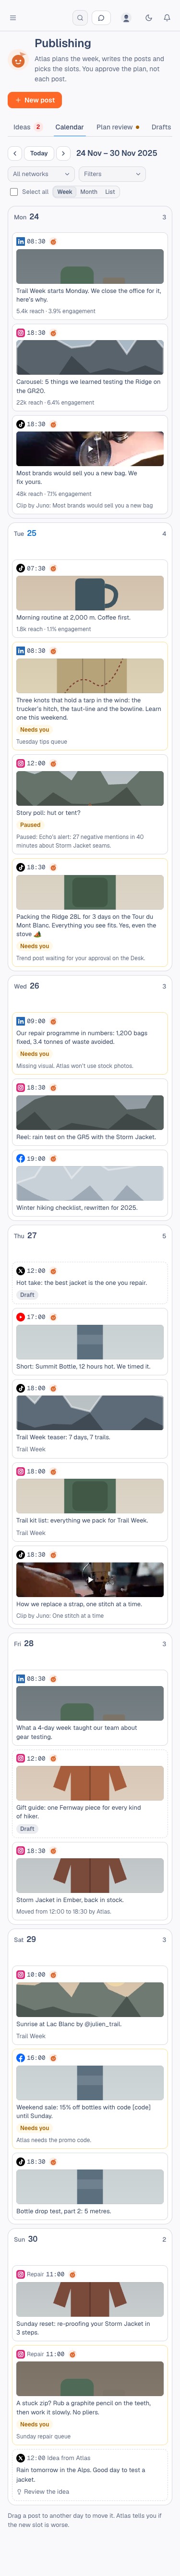 Publishing
Atlas plans the week, writes the posts and
picks the slots. You approve the plan, not
each post.
+ New post
Ideas 2 Calendar Plan review Drafts
Today 24 Nov – 30 Nov 2025
All networks Filters
Select all Week Month List
Mon 24 3
08:30
Trail Week starts Monday. We close the office for it,
here's why.
5.4k reach · 3.9% engagement
18:30
Carousel: 5 things we learned testing the Ridge on
the GR20.
22k reach · 6.4% engagement
18:30
Most brands would sell you a new bag. We
fix yours.
48k reach · 7.1% engagement
Clip by Juno: Most brands would sell you a new bag
Tue 25 4
07:30
Morning routine at 2,000 m. Coffee first.
1.8k reach · 1.1% engagement
08:30
Three knots that hold a tarp in the wind: the
trucker's hitch, the taut-line and the bowline. Learn
one this weekend.
Needs you
Tuesday tips queue
12:00
Story poll: hut or tent?
Paused
Paused: Echo's alert: 27 negative mentions in 40
minutes about Storm Jacket seams.
18:30
Packing the Ridge 28L for 3 days on the Tour du
Mont Blanc. Everything you see fits. Yes, even the
stove 🏕️
Needs you
Trend post waiting for your approval on the Desk.
Wed 26 3
09:00
Our repair programme in numbers: 1,200 bags
fixed, 3.4 tonnes of waste avoided.
Needs you
Missing visual. Atlas won't use stock photos.
18:30
Reel: rain test on the GR5 with the Storm Jacket.
19:00
Winter hiking checklist, rewritten for 2025.
Thu 27 5
12:00
Hot take: the best jacket is the one you repair.
Draft
17:00
Short: Summit Bottle, 12 hours hot. We timed it.
18:00
Trail Week teaser: 7 days, 7 trails.
Trail Week
18:00
Trail kit list: everything we pack for Trail Week.
Trail Week
18:30
How we replace a strap, one stitch at a time.
Clip by Juno: One stitch at a time
Fri 28 3
08:30
What a 4-day week taught our team about
gear testing.
12:00
Gift guide: one Fernway piece for every kind
of hiker.
Draft
18:30
Storm Jacket in Ember, back in stock.
Moved from 12:00 to 18:30 by Atlas.
Sat 29 3
10:00
Sunrise at Lac Blanc by @julien_trail.
Trail Week
16:00
Weekend sale: 15% off bottles with code [code]
until Sunday.
Needs you
Atlas needs the promo code.
18:30
Bottle drop test, part 2: 5 metres.
Sun 30 2
Repair 11:00
Sunday reset: re-proofing your Storm Jacket in
3 steps.
Repair 11:00
A stuck zip? Rub a graphite pencil on the teeth,
then work it slowly. No pliers.
Needs you
Sunday repair queue
12:00 Idea from Atlas
Rain tomorrow in the Alps. Good day to test a
jacket.
Review the idea
Drag a post to another day to move it. Atlas tells you if
the new slot is worse.